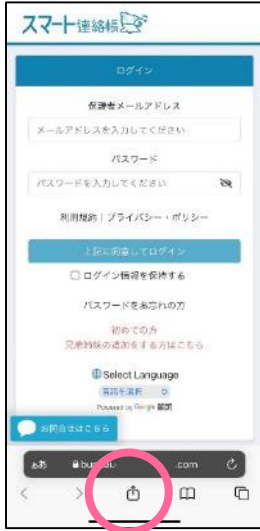 スマート連絡帳
ログイン
保護者メールアドレス
メールアドレスを入力してください
パスワード
パスワードを入力してください
利用規約 | プライバシー・ポリシー
上記に同意してログイン
ログイン情報を保持する
パスワードをお忘れの方
初めての方
兄弟姉妹の追加をする方はこちら
Select Language
言語を選択
Powered by Google 翻訳
お問合せはこちら
ああ .com